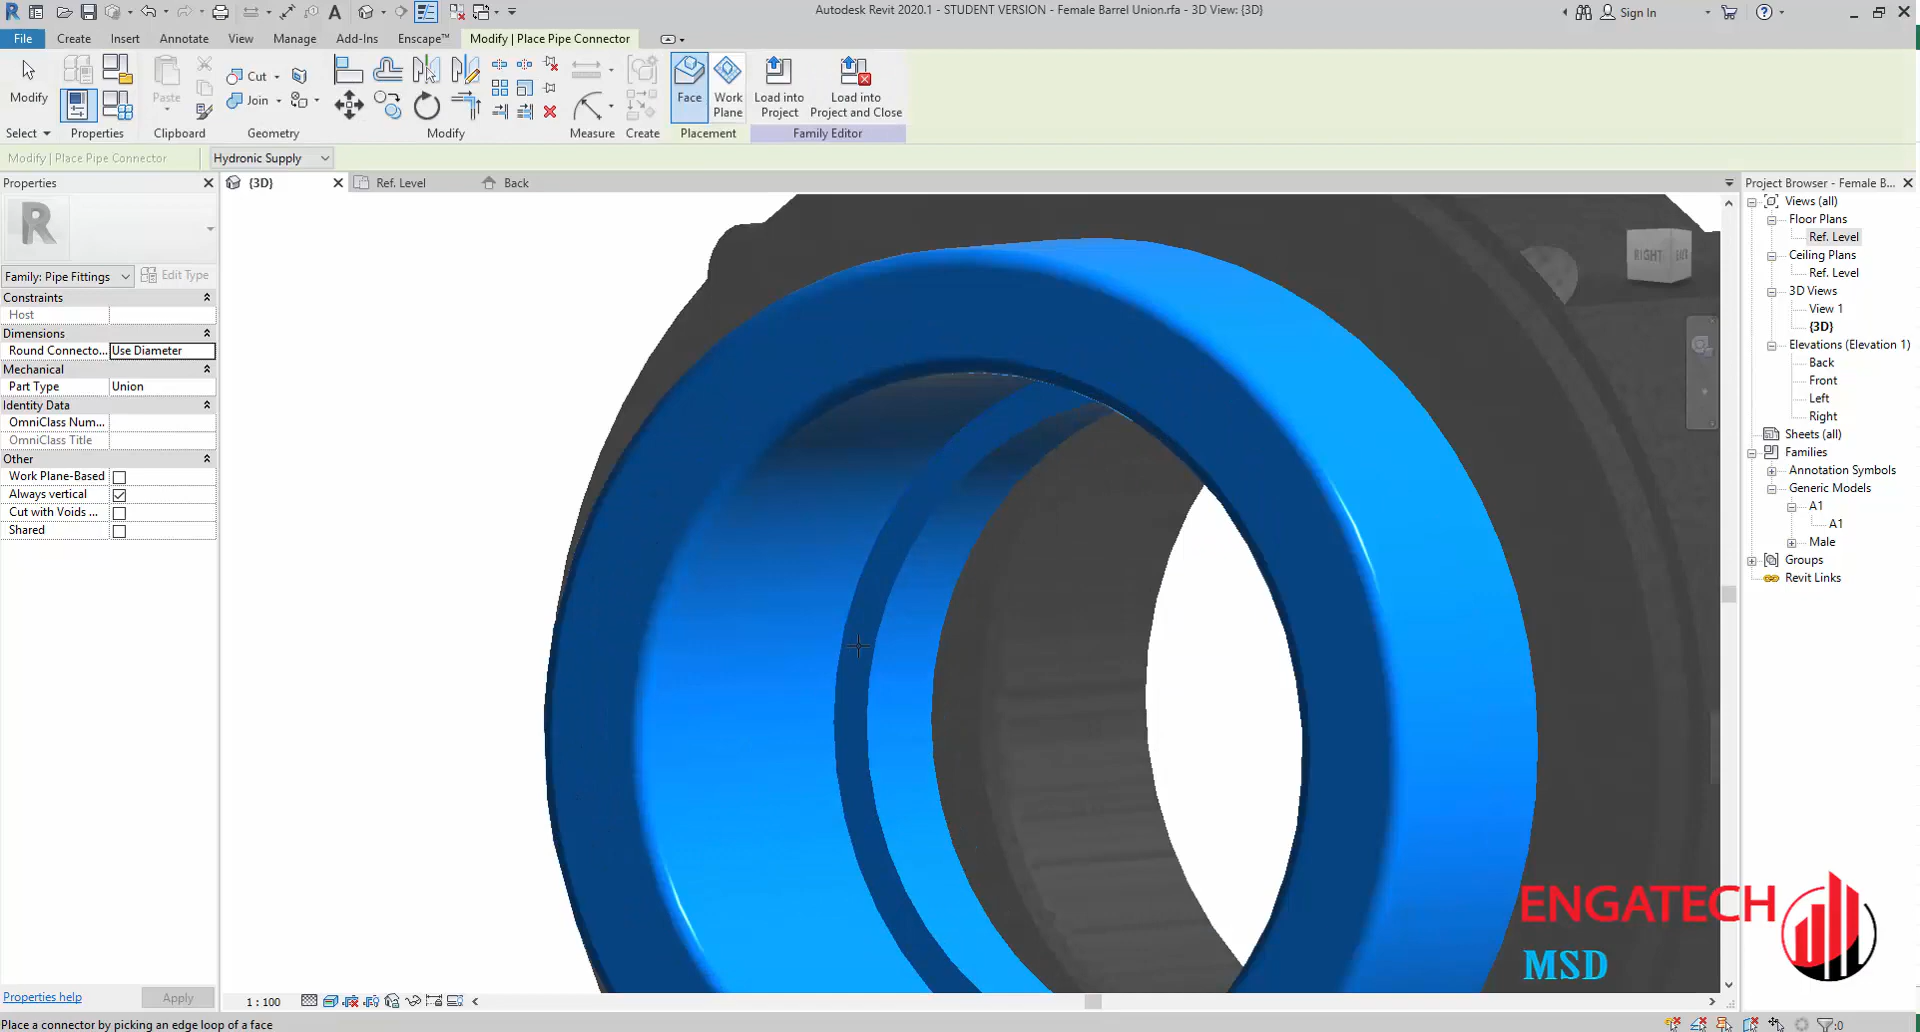 Autodesk Revit 2020.1 - STUDENT VERSION - Female Barrel Union.rfa - 3D View: {3D}
Sign In
File
Create
Insert
Annotate
View
Manage
Add-Ins
Enscape™
Modify | Place Pipe Connector
Modify
Paste
Cut
Join
Face
Work Plane
Load into Project
Load into Project and Close
Select
Properties
Clipboard
Geometry
Modify
Measure
Create
Placement
Family Editor
Modify | Place Pipe Connector
Hydronic Supply
Properties
{3D}
Ref. Level
Back
Project Browser - Female B...
Family: Pipe Fittings
Edit Type
Constraints
Host
Dimensions
Round Connecto... Use Diameter
Mechanical
Part Type Union
Identity Data
OmniClass Num...
OmniClass Title
Other
Work Plane-Based
Always vertical
Cut with Voids ...
Shared
Properties help
Apply
RIGHT
Views (all)
Floor Plans
Ref. Level
Ceiling Plans
Ref. Level
3D Views
View 1
{3D}
Elevations (Elevation 1)
Back
Front
Left
Right
Sheets (all)
Families
Annotation Symbols
Generic Models
A1
A1
Male
Groups
Revit Links
ENGATECH
MSD
1 : 100
Place a connector by picking an edge loop of a face
:0